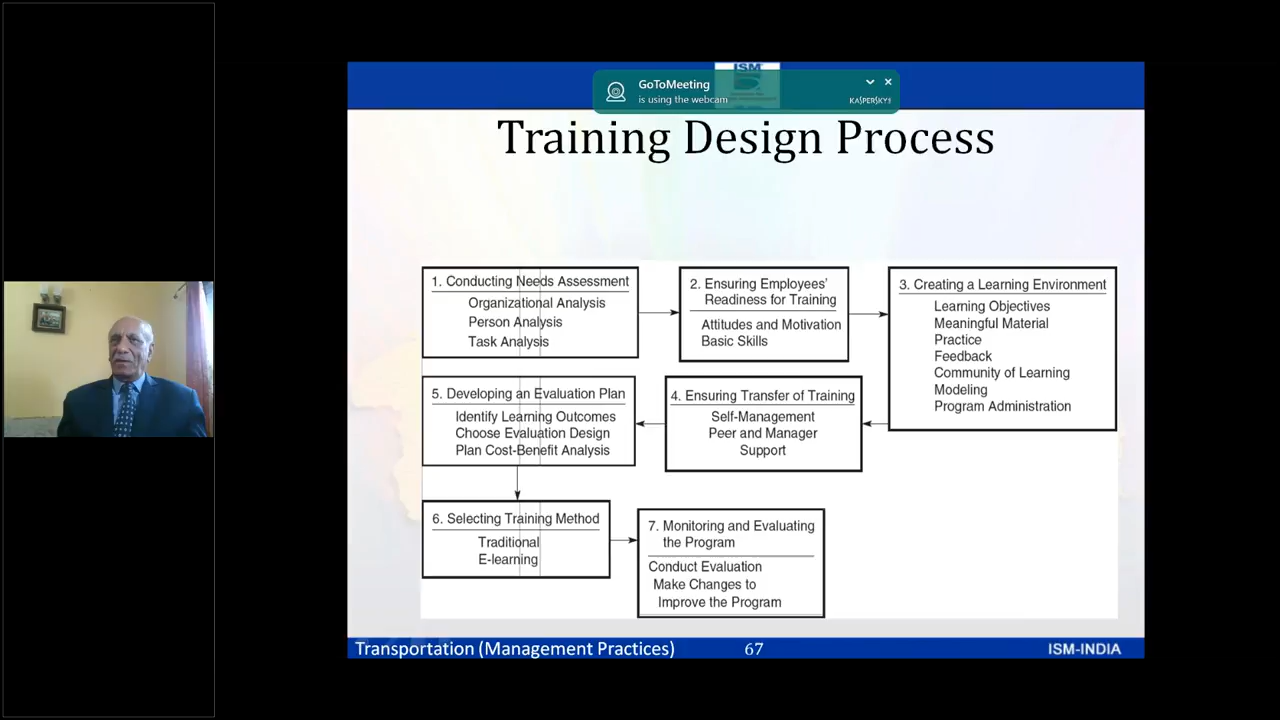 ISM
GoToMeeting
is using the webcam
KASPERSKY
Training Design Process
1. Conducting Needs Assessment
Organizational Analysis
Person Analysis
Task Analysis
2. Ensuring Employees'
Readiness for Training
Attitudes and Motivation
Basic Skills
3. Creating a Learning Environment
Learning Objectives
Meaningful Material
Practice
Feedback
Community of Learning
Modeling
Program Administration
4. Ensuring Transfer of Training
Self-Management
Peer and Manager
Support
5. Developing an Evaluation Plan
Identify Learning Outcomes
Choose Evaluation Design
Plan Cost-Benefit Analysis
6. Selecting Training Method
Traditional
E-learning
7. Monitoring and Evaluating
the Program
Conduct Evaluation
Make Changes to
Improve the Program
Transportation (Management Practices) 67 ISM-INDIA